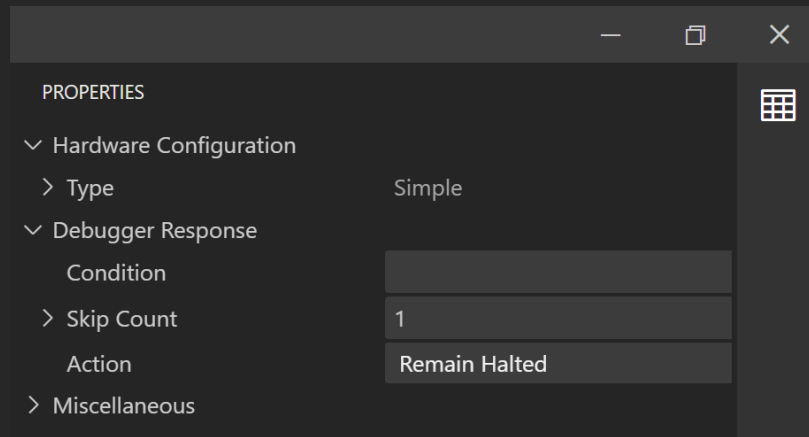 PROPERTIES
Hardware Configuration
Type Simple
Debugger Response
Condition
Skip Count 1
Action Remain Halted
Miscellaneous